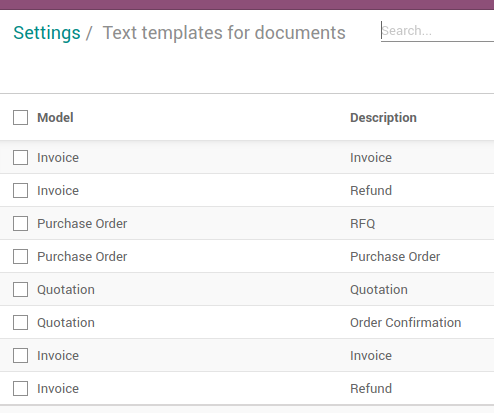 Settings / Text templates for documents Search...
Model Description
Invoice Invoice
Invoice Refund
Purchase Order RFQ
Purchase Order Purchase Order
Quotation Quotation
Quotation Order Confirmation
Invoice Invoice
Invoice Refund